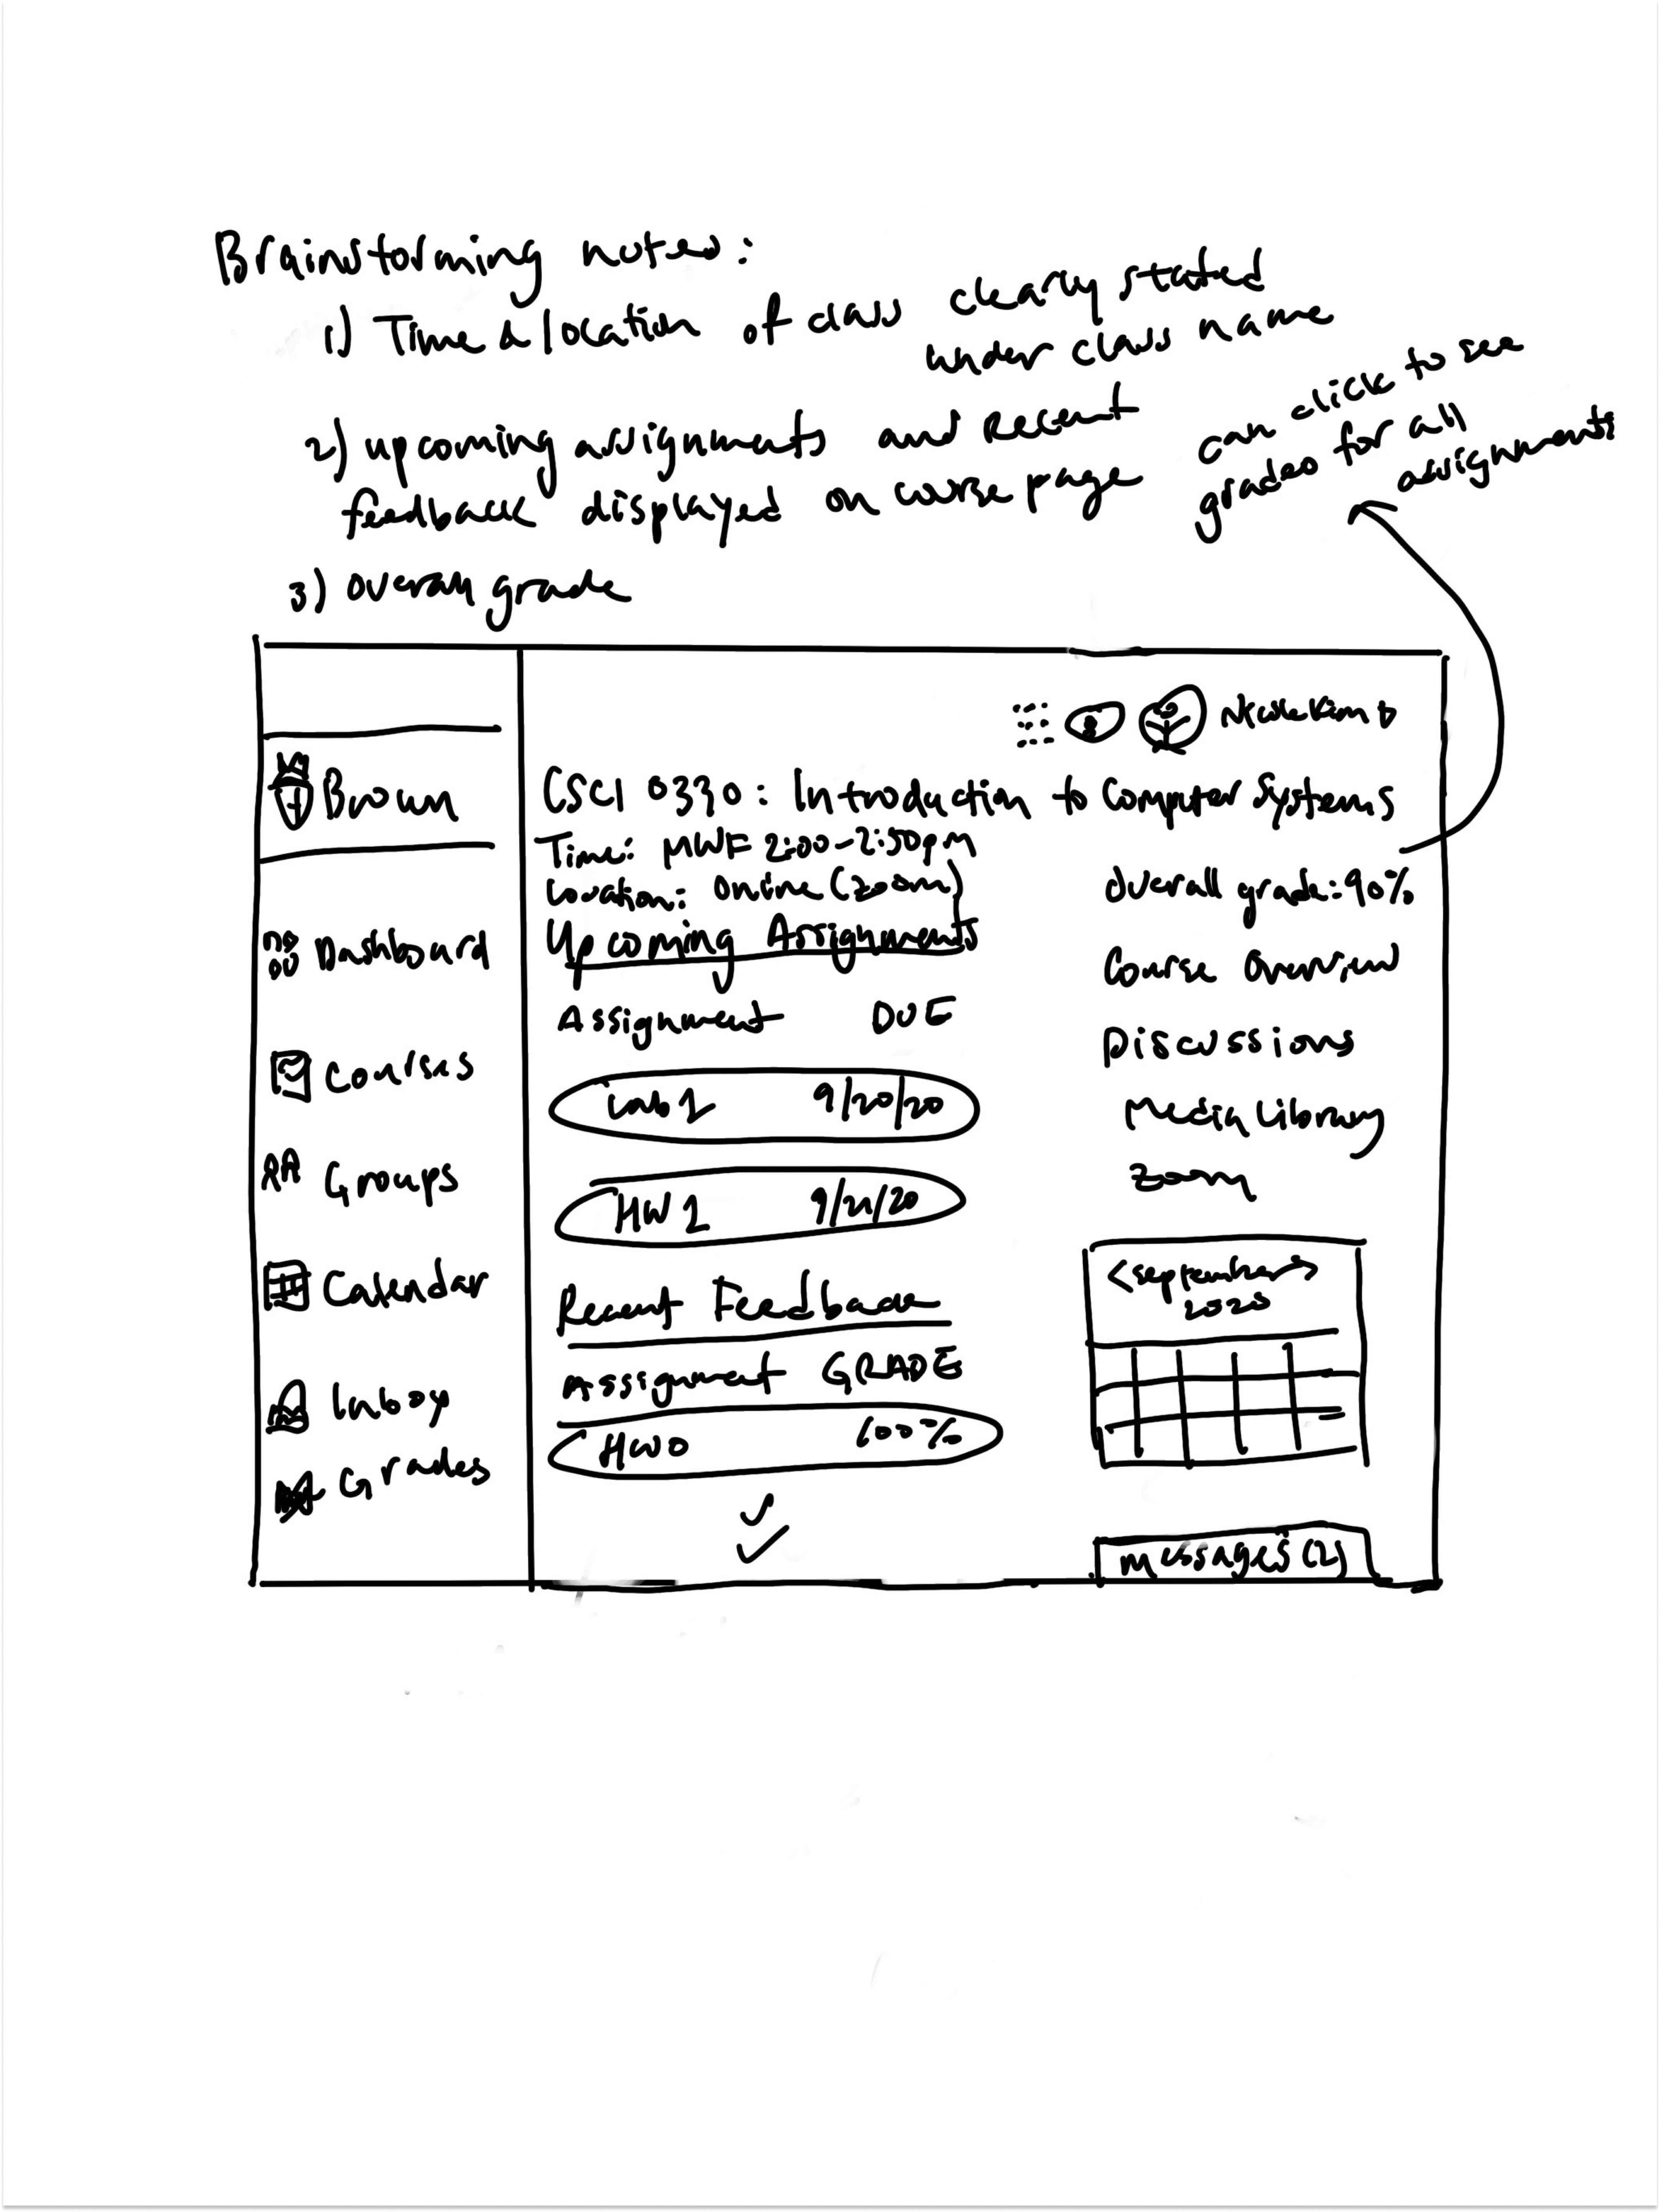 Brainstorming notes:
1) Time & location of class clearly stated
under class name
2) upcoming assignments and recent
feedback displayed on course page
can click to see
grades for all
assignments
3) overall grade
Nicole Kim
Brown
CSCI 0330: Introduction to Computer Systems
Time: MWF 2:00-2:50pm
Location: Online (zoom)
Overall grade: 90%
Upcoming Assignments
Dashboard
Course Overview
Assignment DUE
Discussions
Courses
Lab 1 9/20/20
Media Library
Groups
HW 1 9/21/20
Zoom
Calendar
Recent Feedback
<September>
2020
Assignment GRADE
Inbox
HW0 100%
Grades
messages (2)